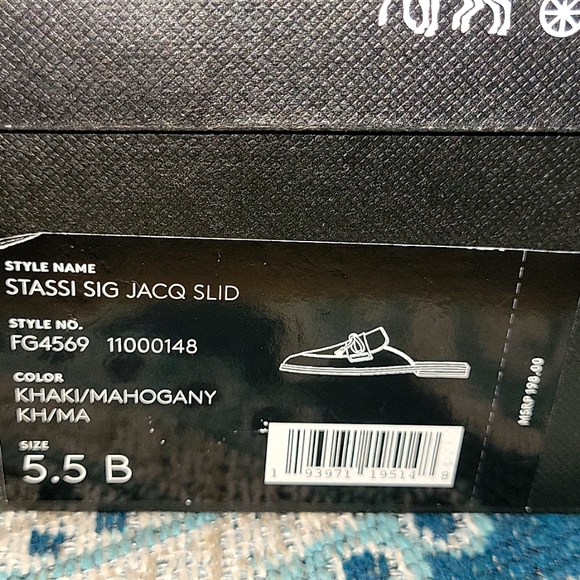 STYLE NAME
STASSI SIG JACQ SLID
STYLE NO.
FG4569 11000148
COLOR
KHAKI/MAHOGANY
KH/MA
SIZE
5.5 B
1 93971 19514 8
MSRP 198.00